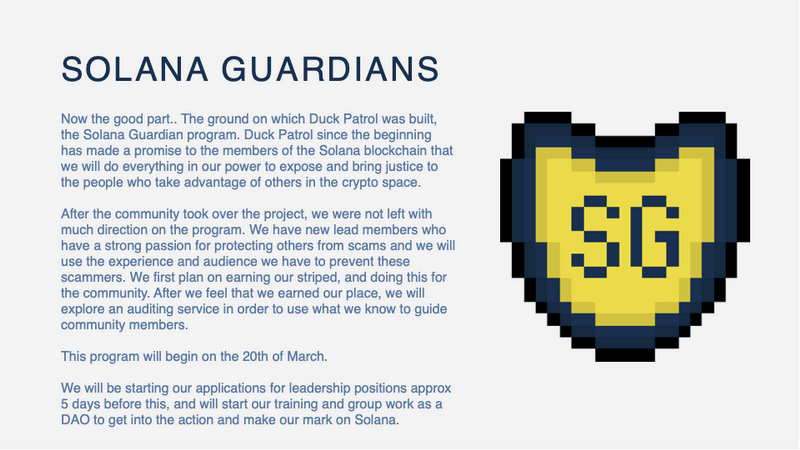 SOLANA GUARDIANS
Now the good part.. The ground on which Duck Patrol was built,
the Solana Guardian program. Duck Patrol since the beginning
has made a promise to the members of the Solana blockchain that
we will do everything in our power to expose and bring justice to
the people who take advantage of others in the crypto space.
After the community took over the project, we were not left with
much direction on the program. We have new lead members who
have a strong passion for protecting others from scams and we will
use the experience and audience we have to prevent these
scammers. We first plan on earning our striped, and doing this for
the community. After we feel that we earned our place, we will
explore an auditing service in order to use what we know to guide
community members.
This program will begin on the 20th of March.
We will be starting our applications for leadership positions approx
5 days before this, and will start our training and group work as a
DAO to get into the action and make our mark on Solana.
SG